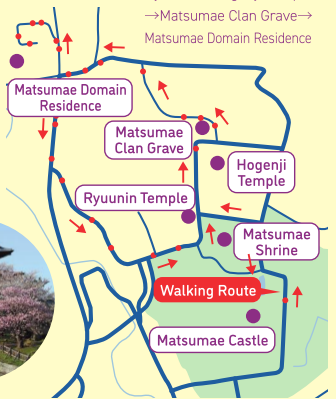 →Matsumae Clan Grave→
Matsumae Domain Residence
Matsumae Domain
Residence
Matsumae
Clan Grave
Hogenji
Temple
Ryuunin Temple
Matsumae
Shrine
Walking Route
Matsumae Castle